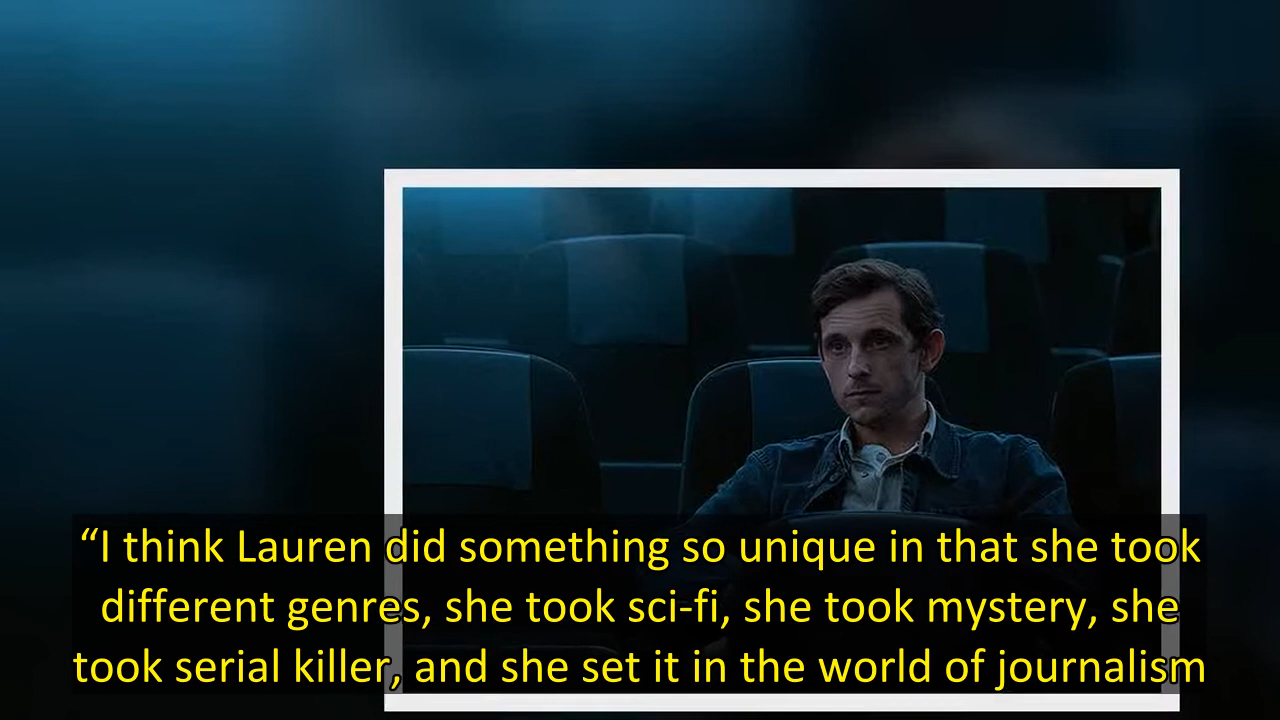 “I think Lauren did something so unique in that she took
different genres, she took sci-fi, she took mystery, she
took serial killer, and she set it in the world of journalism